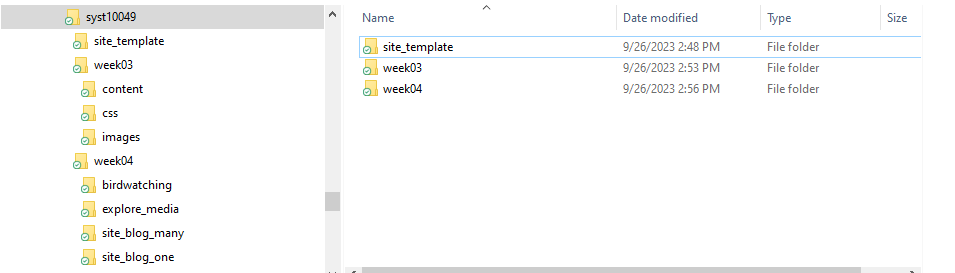 syst10049
site_template
week03
content
css
images
week04
birdwatching
explore_media
site_blog_many
site_blog_one
Name Date modified Type Size
site_template 9/26/2023 2:48 PM File folder
week03 9/26/2023 2:53 PM File folder
week04 9/26/2023 2:56 PM File folder